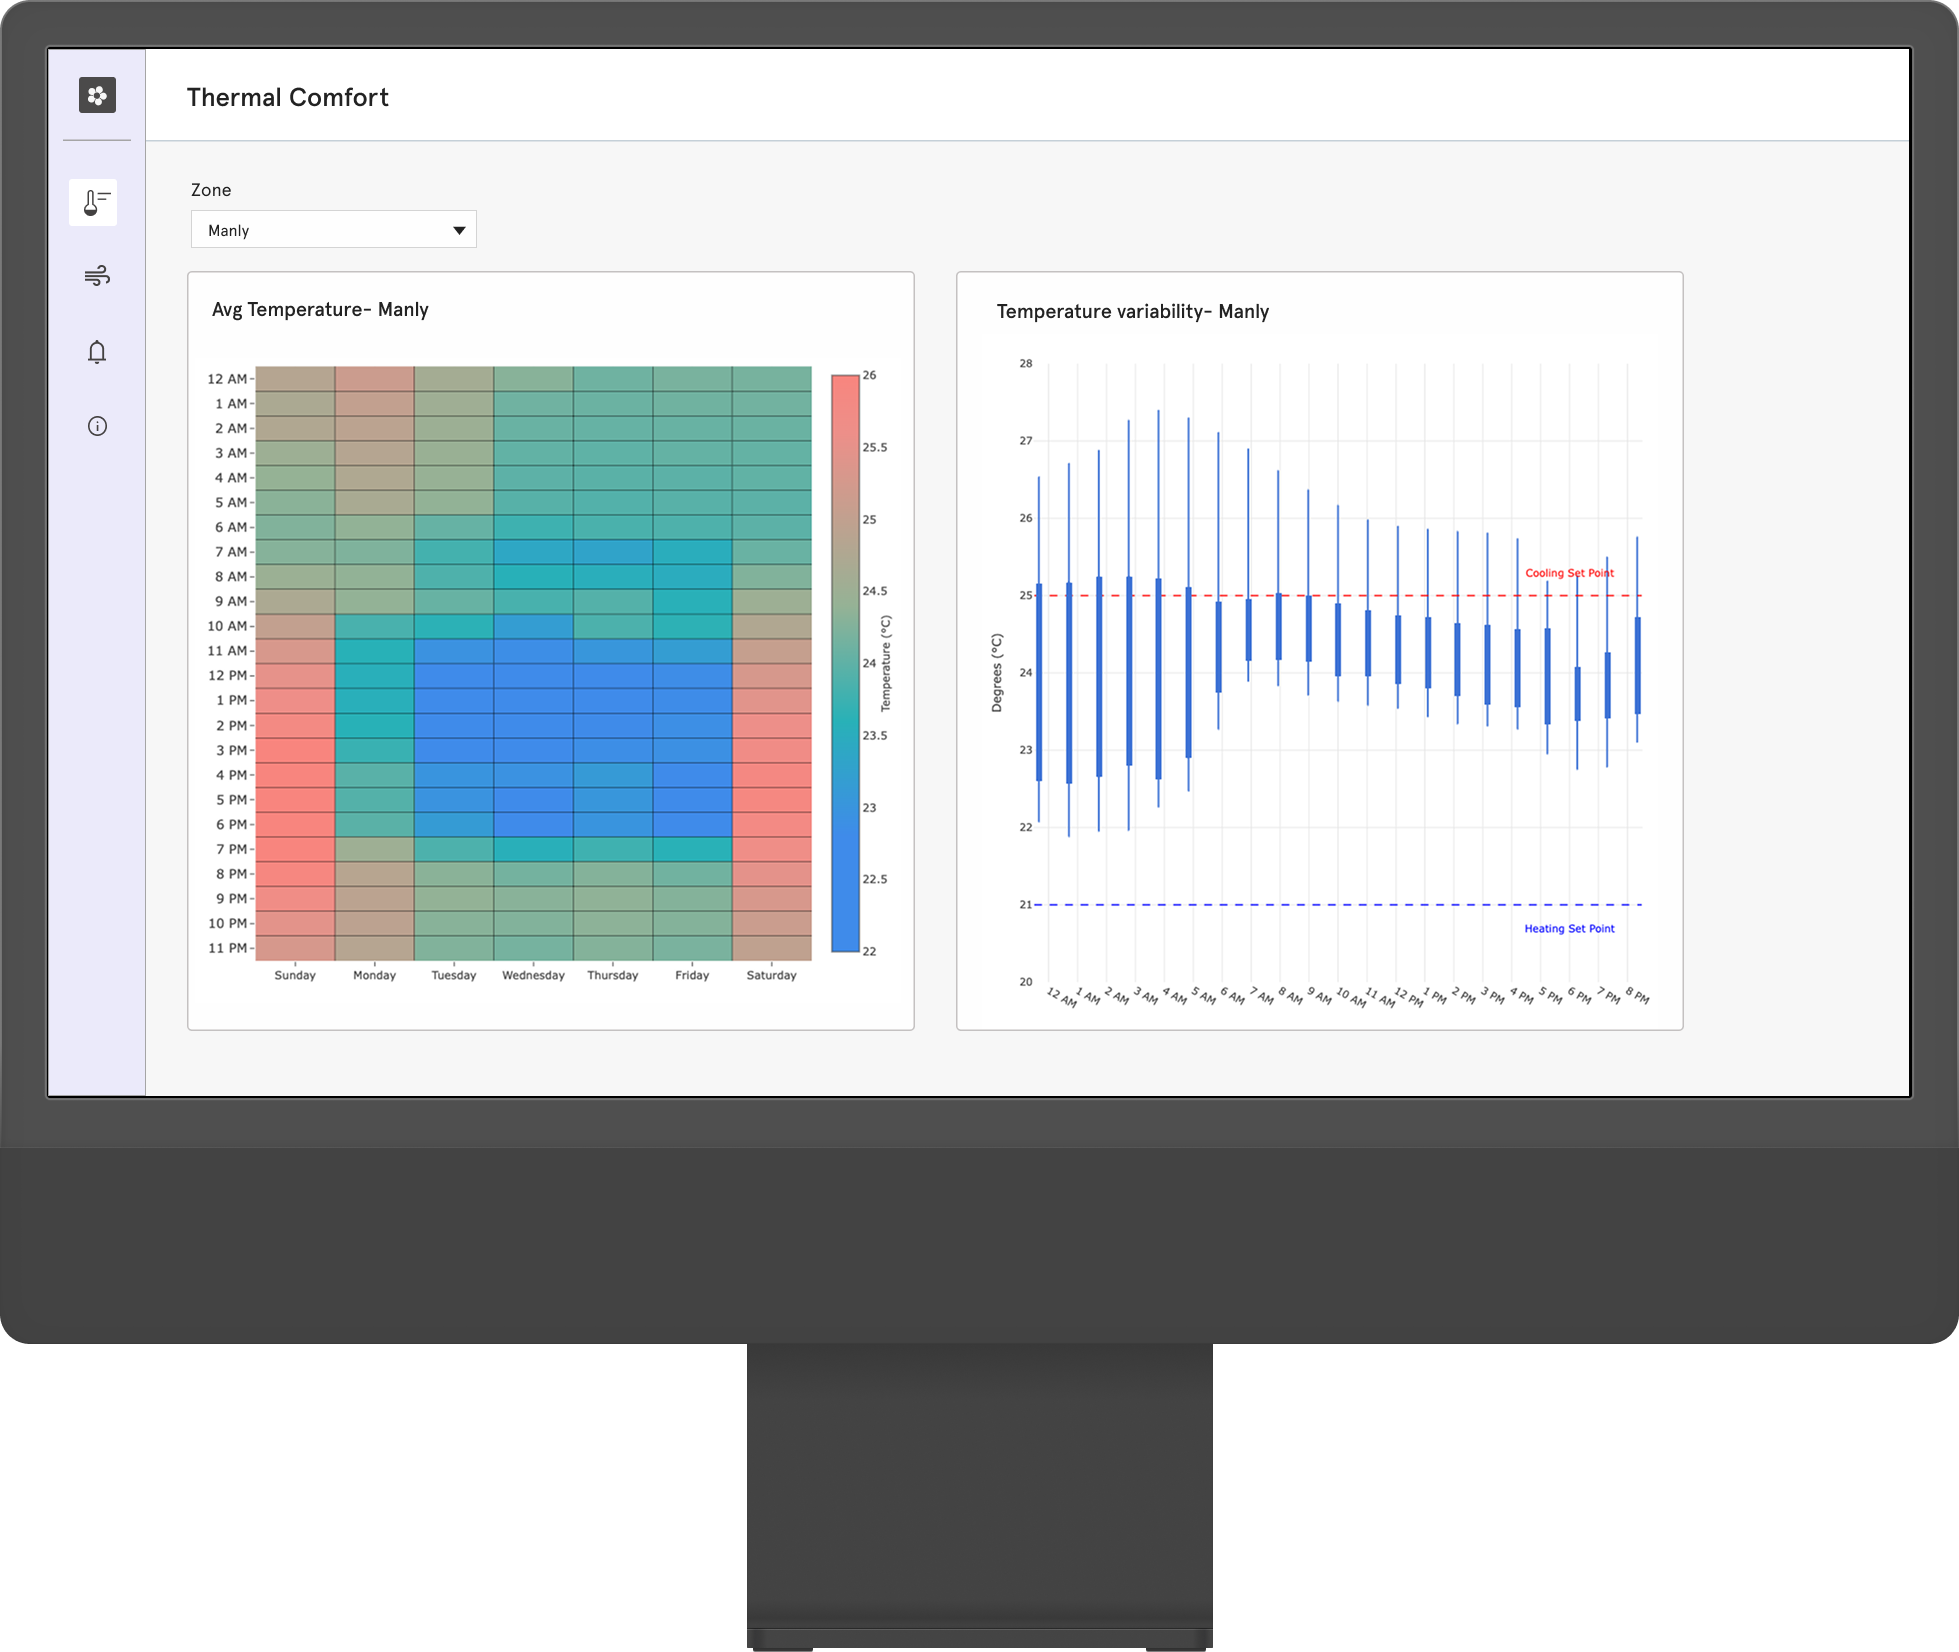 Thermal Comfort
Zone
Manly
Avg Temperature- Manly
12 AM
1 AM
2 AM
3 AM
4 AM
5 AM
6 AM
7 AM
8 AM
9 AM
10 AM
11 AM
12 PM
1 PM
2 PM
3 PM
4 PM
5 PM
6 PM
7 PM
8 PM
9 PM
10 PM
11 PM
Sunday Monday Tuesday Wednesday Thursday Friday Saturday
26
25.5
25
24.5
24
23.5
23
22.5
22
Temperature (°C)
Temperature variability- Manly
28
27
26
25
24
23
22
21
20
Degrees (°C)
Cooling Set Point
Heating Set Point
12 AM 1 AM 2 AM 3 AM 4 AM 5 AM 6 AM 7 AM 8 AM 9 AM 10 AM 11 AM 12 PM 1 PM 2 PM 3 PM 4 PM 5 PM 6 PM 7 PM 8 PM